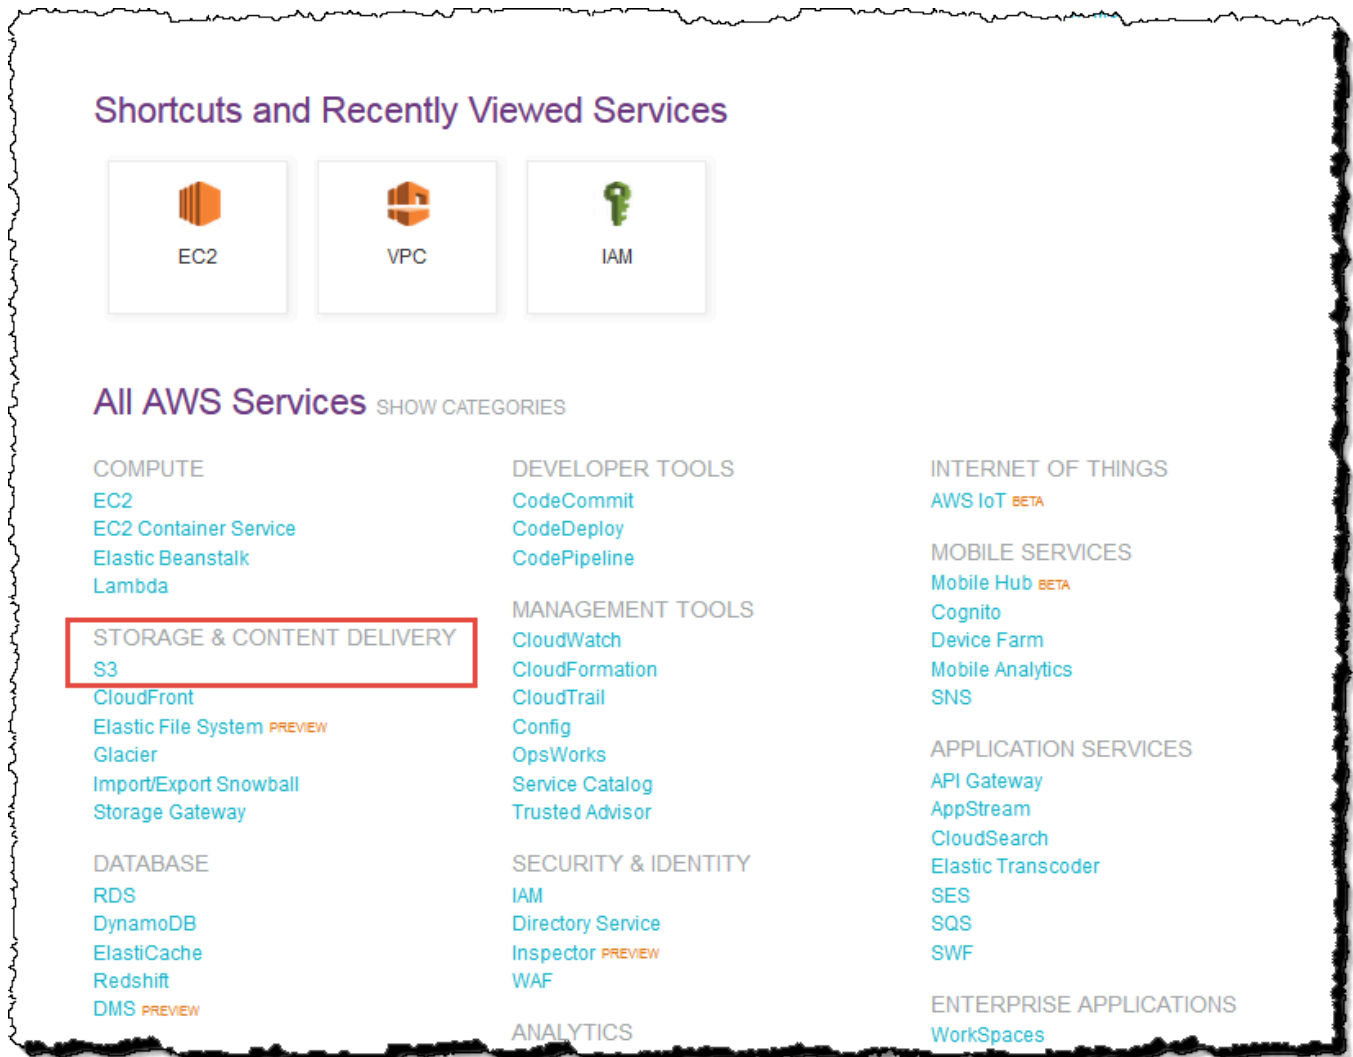 Shortcuts and Recently Viewed Services
EC2
VPC
IAM
All AWS Services SHOW CATEGORIES
COMPUTE
EC2
EC2 Container Service
Elastic Beanstalk
Lambda
STORAGE & CONTENT DELIVERY
S3
CloudFront
Elastic File System PREVIEW
Glacier
Import/Export Snowball
Storage Gateway
DATABASE
RDS
DynamoDB
ElastiCache
Redshift
DMS PREVIEW
DEVELOPER TOOLS
CodeCommit
CodeDeploy
CodePipeline
MANAGEMENT TOOLS
CloudWatch
CloudFormation
CloudTrail
Config
OpsWorks
Service Catalog
Trusted Advisor
SECURITY & IDENTITY
IAM
Directory Service
Inspector PREVIEW
WAF
ANALYTICS
INTERNET OF THINGS
AWS IoT BETA
MOBILE SERVICES
Mobile Hub BETA
Cognito
Device Farm
Mobile Analytics
SNS
APPLICATION SERVICES
API Gateway
AppStream
CloudSearch
Elastic Transcoder
SES
SQS
SWF
ENTERPRISE APPLICATIONS
WorkSpaces